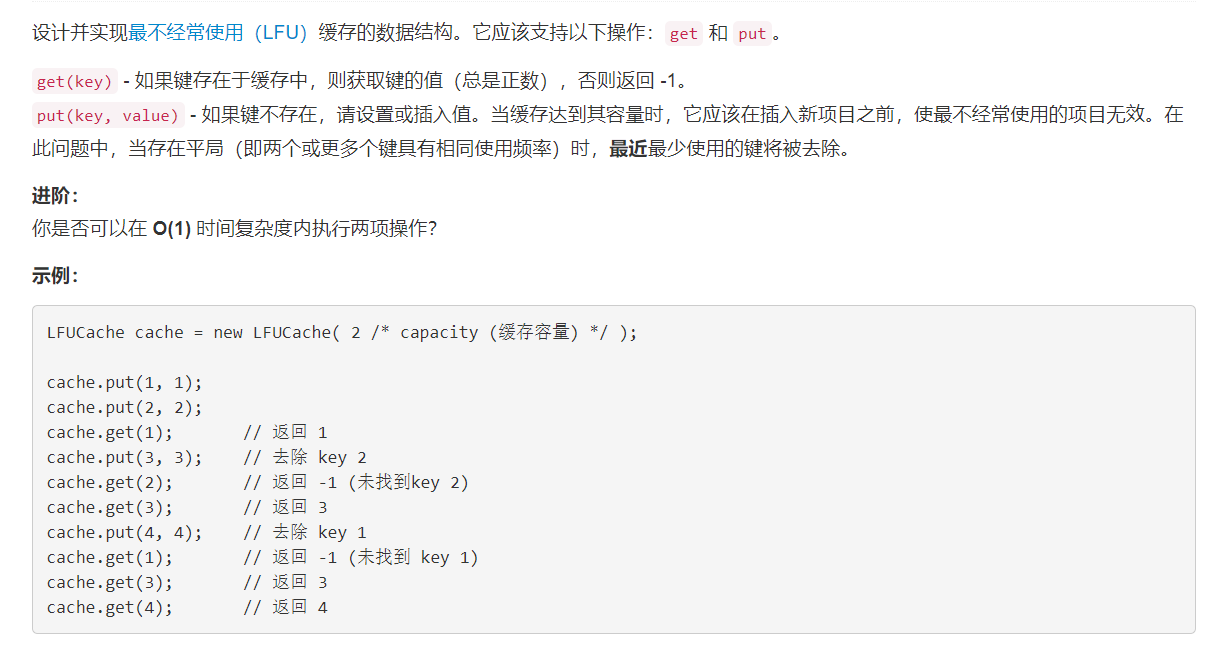 设计并实现最不经常使用（LFU）缓存的数据结构。它应该支持以下操作：get 和 put 。
get(key) - 如果键存在于缓存中，则获取键的值（总是正数），否则返回 -1。
put(key, value) - 如果键不存在，请设置或插入值。当缓存达到其容量时，它应该在插入新项目之前，使最不经常使用的项目无效。在
此问题中，当存在平局（即两个或更多个键具有相同使用频率）时，最近最少使用的键将被去除。
进阶：
你是否可以在 O(1) 时间复杂度内执行两项操作？
示例：
LFUCache cache = new LFUCache( 2 /* capacity (缓存容量) */ );
cache.put(1, 1);
cache.put(2, 2);
cache.get(1);       // 返回 1
cache.put(3, 3);    // 去除 key 2
cache.get(2);       // 返回 -1 (未找到key 2)
cache.get(3);       // 返回 3
cache.put(4, 4);    // 去除 key 1
cache.get(1);       // 返回 -1 (未找到 key 1)
cache.get(3);       // 返回 3
cache.get(4);       // 返回 4